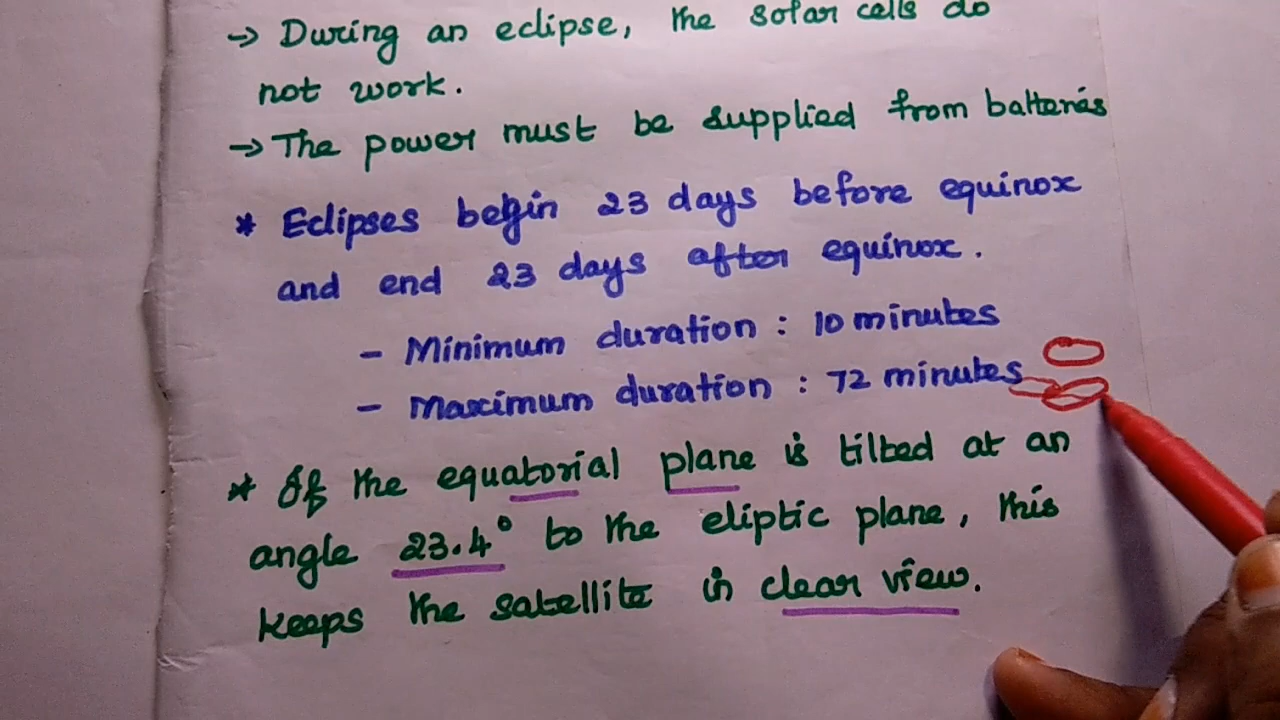 → During an eclipse, the solar cells do
not work.
→ The power must be supplied from batteries
* Eclipses begin 23 days before equinox
and end 23 days after equinox.
- Minimum duration : 10 minutes
- Maximum duration : 72 minutes
* If the equatorial plane is tilted at an
angle 23.4° to the eliptic plane, this
keeps the satellite in clear view.